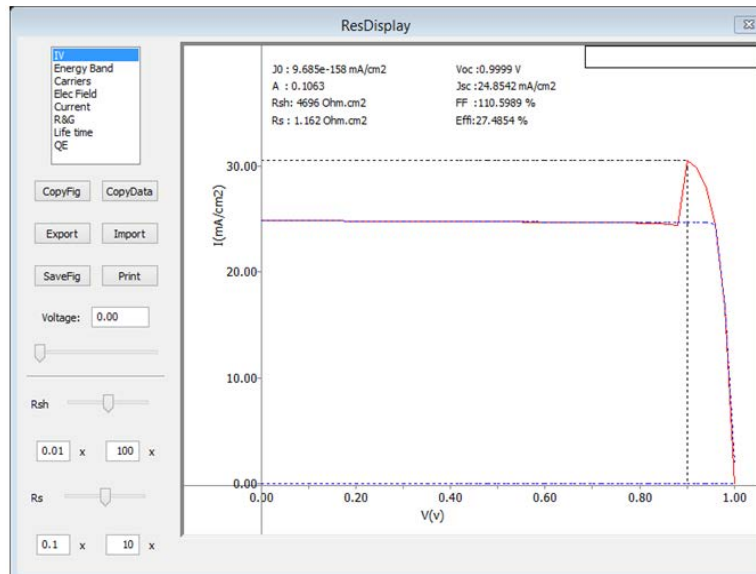 ResDisplay
IV
Energy Band
Carriers
Elec Field
Current
R&G
Life time
QE
CopyFig CopyData
Export Import
SaveFig Print
Voltage: 0.00
Rsh
0.01 x 100 x
Rs
0.1 x 10 x
J0 : 9.685e-158 mA/cm2 Voc:0.9999 V
A : 0.1063 Jsc:24.8542 mA/cm2
Rsh: 4696 Ohm.cm2 FF :110.5989 %
Rs : 1.162 Ohm.cm2 Effi:27.4854 %
I(mA/cm2)
30.00
20.00
10.00
0.00
0.00 0.20 0.40 0.60 0.80 1.00
V(v)